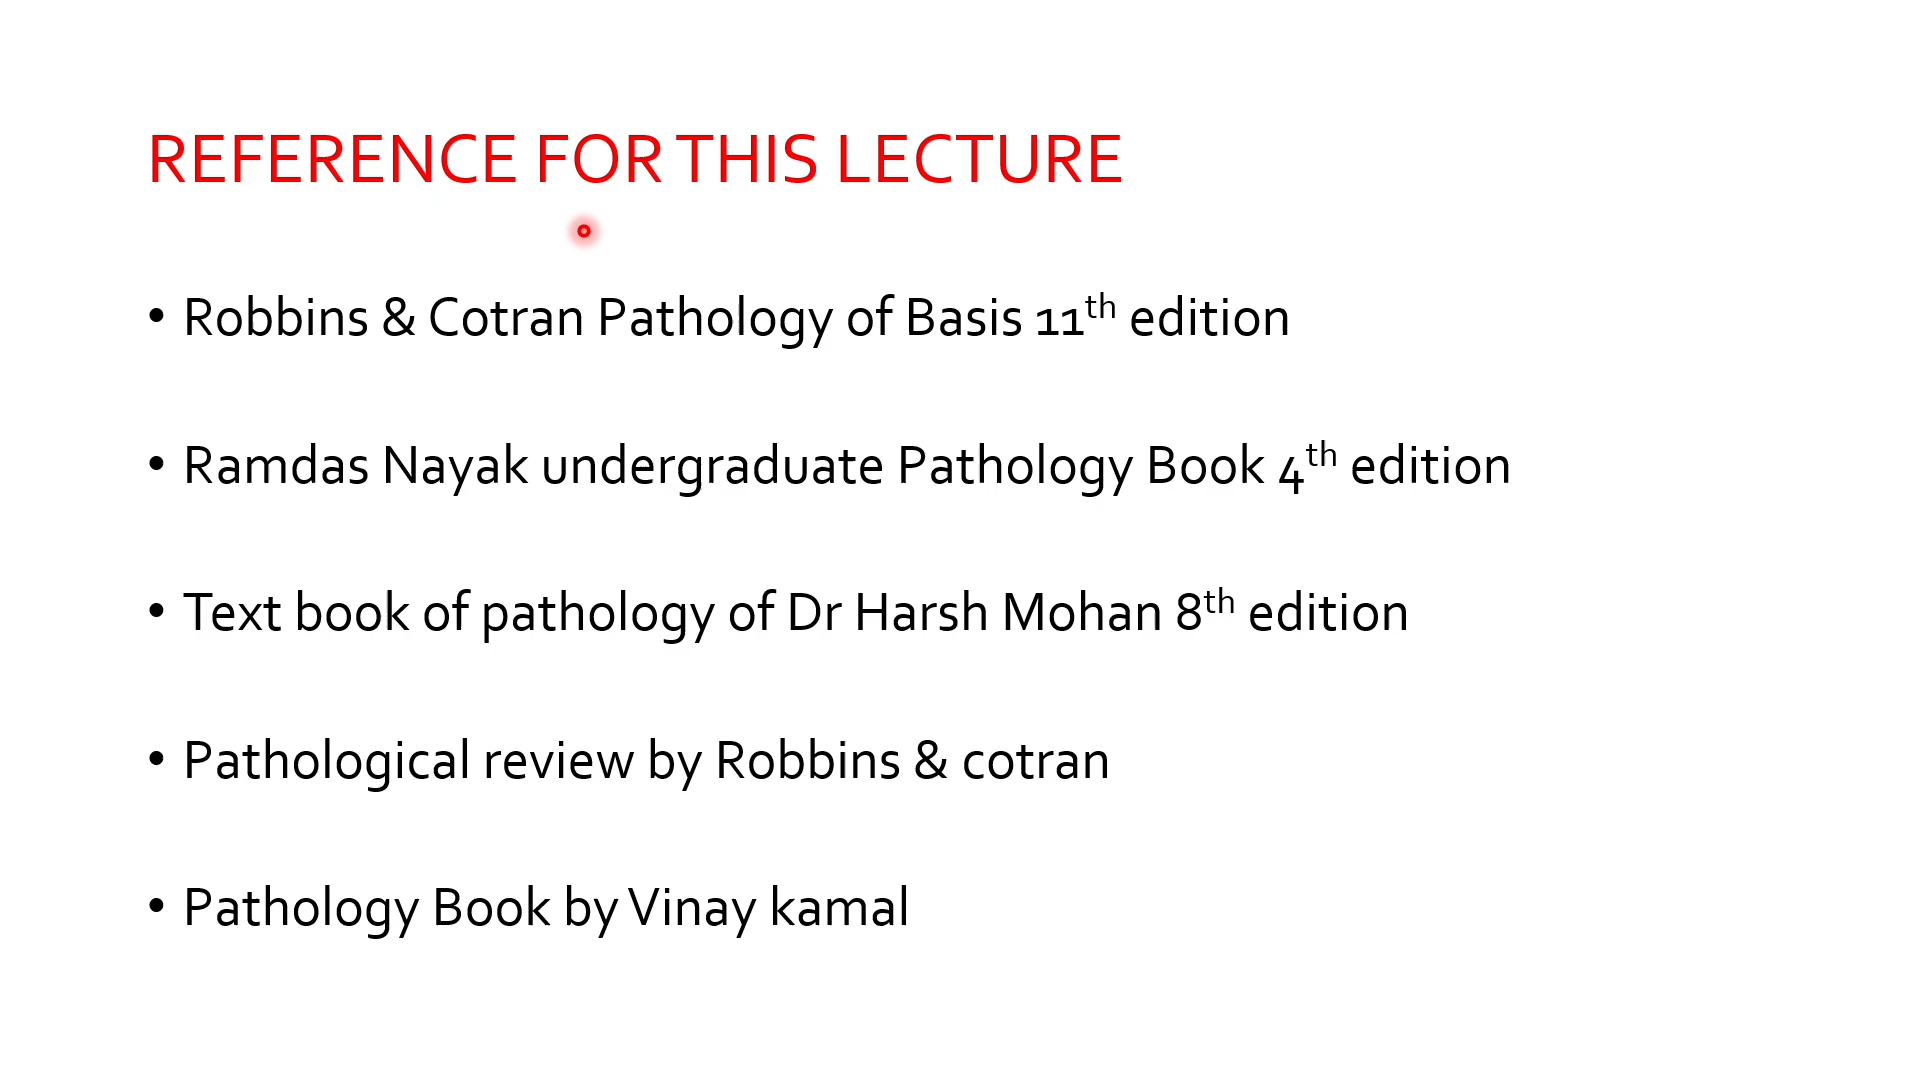 REFERENCE FOR THIS LECTURE
• Robbins & Cotran Pathology of Basis 11th edition
• Ramdas Nayak undergraduate Pathology Book 4th edition
• Text book of pathology of Dr Harsh Mohan 8th edition
• Pathological review by Robbins & cotran
• Pathology Book by Vinay kamal